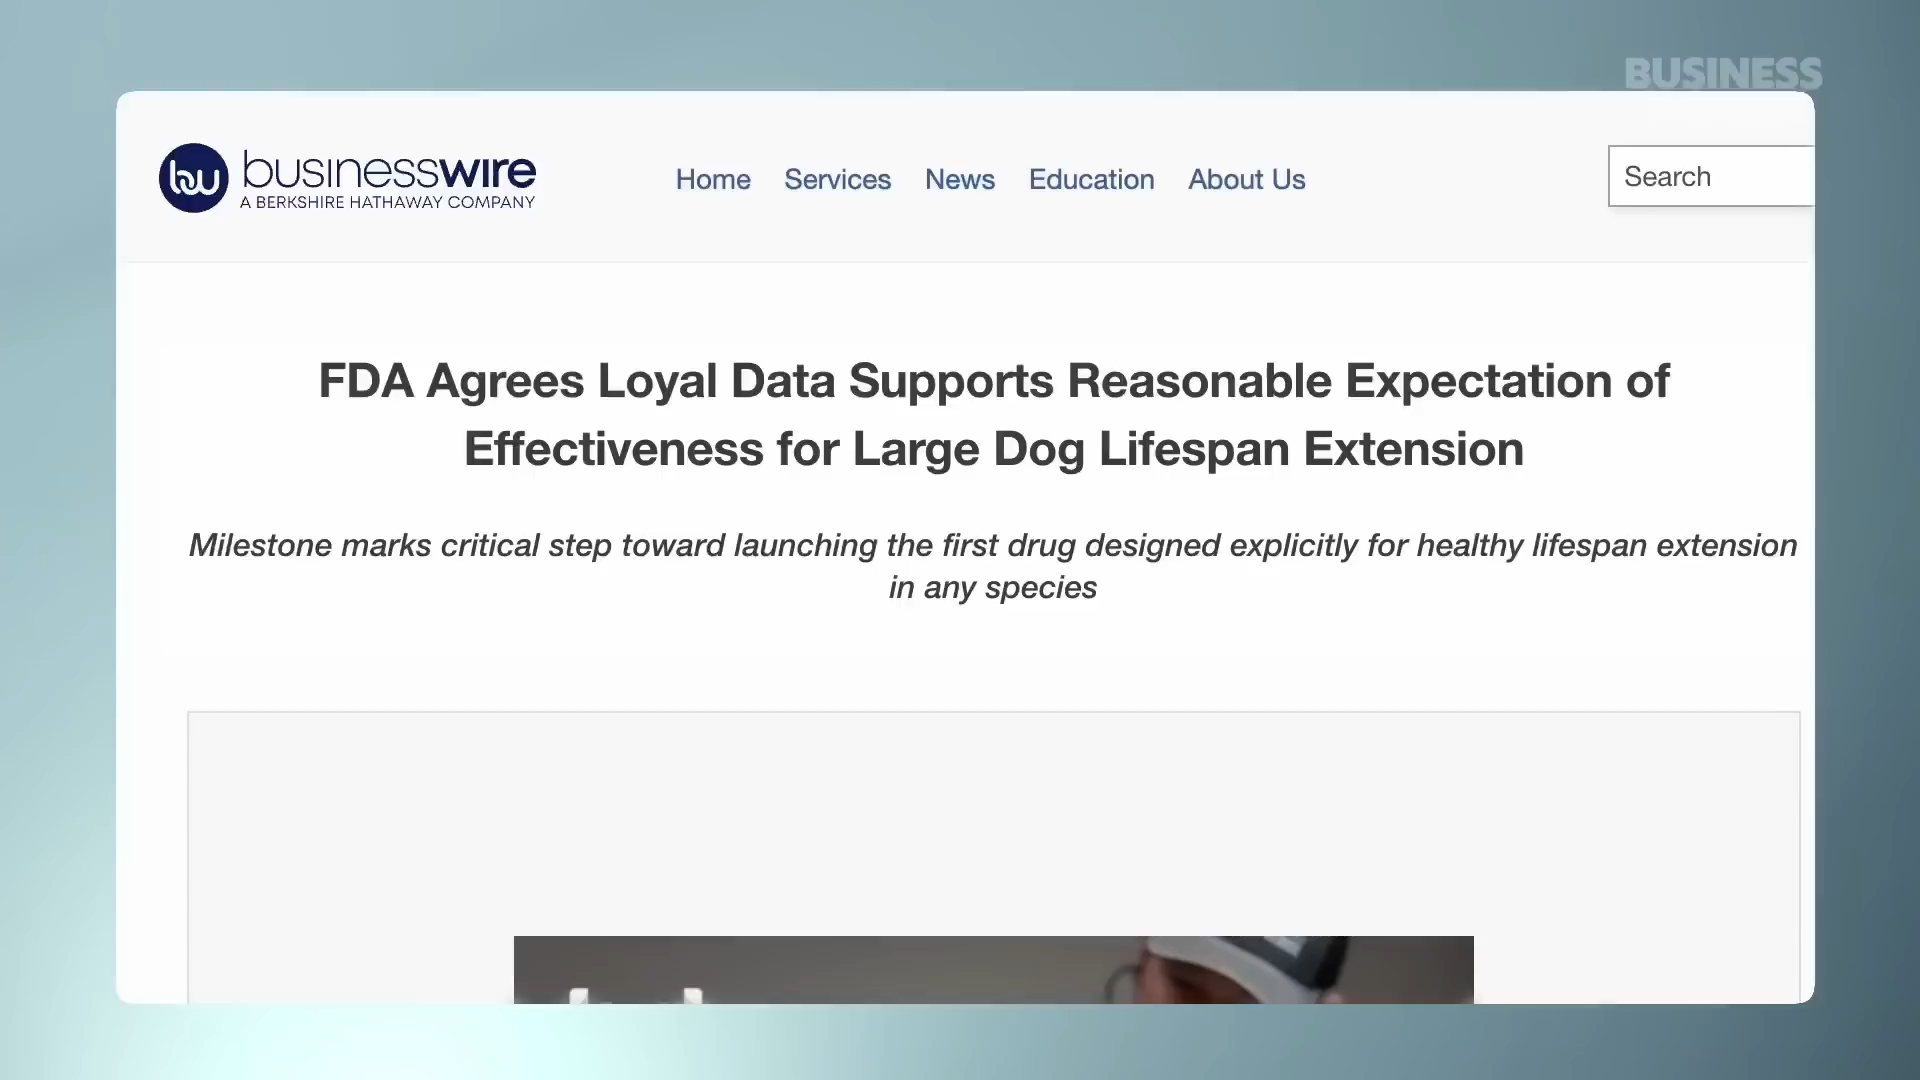 BUSINESS
bw businesswire
A BERKSHIRE HATHAWAY COMPANY
Home Services News Education About Us
Search
FDA Agrees Loyal Data Supports Reasonable Expectation of
Effectiveness for Large Dog Lifespan Extension
Milestone marks critical step toward launching the first drug designed explicitly for healthy lifespan extension
in any species